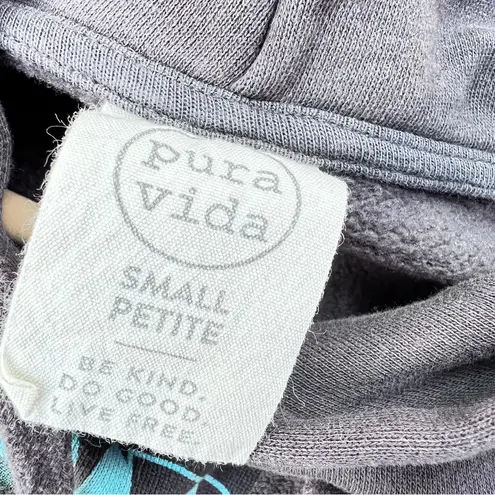 pura
vida
SMALL
PETITE
BE KIND.
DO GOOD.
LIVE FREE.